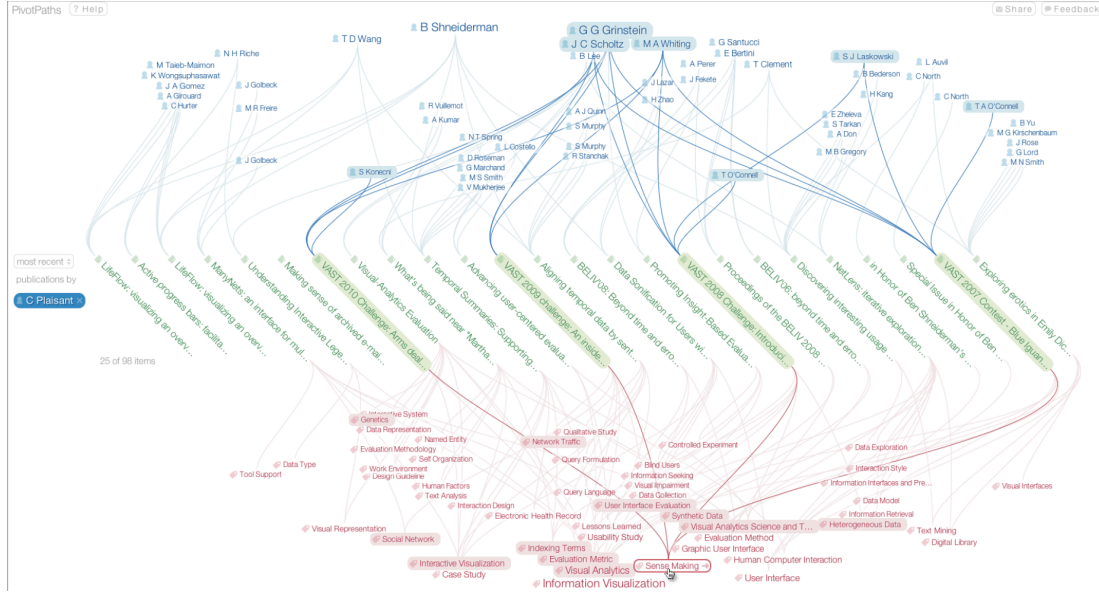 PivotPaths
? Help
Share
Feedback
B Shneiderman
G G Grinstein
T D Wang
J C Scholtz
M A Whiting
G Santucci
N H Riche
B Lee
E Bertini
S J Laskowski
M Taieb-Maimon
A Perer
T Clement
L Auvil
K Wongsuphasawat
B Bederson
C North
J A Gomez
J Golbeck
J Lazar
J Fekete
A Girouard
H Kang
C North
C Hurter
M R Freire
R Vuillemot
H Zhao
T A O'Connell
A Kumar
A J Quinn
E Zheleva
B Yu
S Murphy
S Tarkan
M G Kirschenbaum
N T Spring
A Don
J Rose
L Costello
S Murphy
G Lord
J Golbeck
D Roseman
R Stanchak
M B Gregory
M N Smith
G Marchand
S Konecni
M S Smith
T O'Connell
V Mukherjee
most recent
publications by
C Plaisant ×
25 of 98 items
LifeFlow: visualizing an overv...
Active progress bars: facilita...
LifeFlow: visualizing an overv...
ManyNets: an interface for mul...
Understanding Interactive Lege...
Making sense of archived e-mai...
VAST 2010 Challenge: Arms deal...
Visual Analytics Evaluation
What's being said near "Martha...
Temporal Summaries: Supporting...
Advancing user-centered evalua...
VAST 2009 challenge: An inside...
Aligning temporal data by sent...
BELIV'08: Beyond time and erro...
Data Signification for Users wi...
Promoting Insight-Based Evalua...
VAST 2008 Challenge: Introduci...
Proceedings of the BELIV 2008 ...
BELIV'06: beyond time and erro...
Discovering interesting usage ...
NetLens: iterative exploration...
in Honor of Ben Shneiderman's ...
Special Issue in Honor of Ben ...
VAST 2007 Contest - Blue Iguan...
Exploring erotics in Emily Dic...
Interactive System
Genetics
Data Representation
Qualitative Study
Named Entity
Network Traffic
Controlled Experiment
Evaluation Methodology
Data Exploration
Self Organization
Query Formulation
Data Type
Blind Users
Work Environment
Interaction Style
Tool Support
Design Guideline
Information Seeking
Human Factors
Visual Impairment
Information Interfaces and Pre...
Visual Interfaces
Text Analysis
Query Language
Data Collection
Data Model
Interaction Design
User Interface Evaluation
Electronic Health Record
Synthetic Data
Information Retrieval
Visual Representation
Lessons Learned
Visual Analytics Science and T...
Heterogeneous Data
Text Mining
Social Network
Usability Study
Evaluation Method
Digital Library
Indexing Terms
Graphic User Interface
Interactive Visualization
Evaluation Metric
Human Computer Interaction
Visual Analytics
Sense Making
Case Study
Information Visualization
User Interface